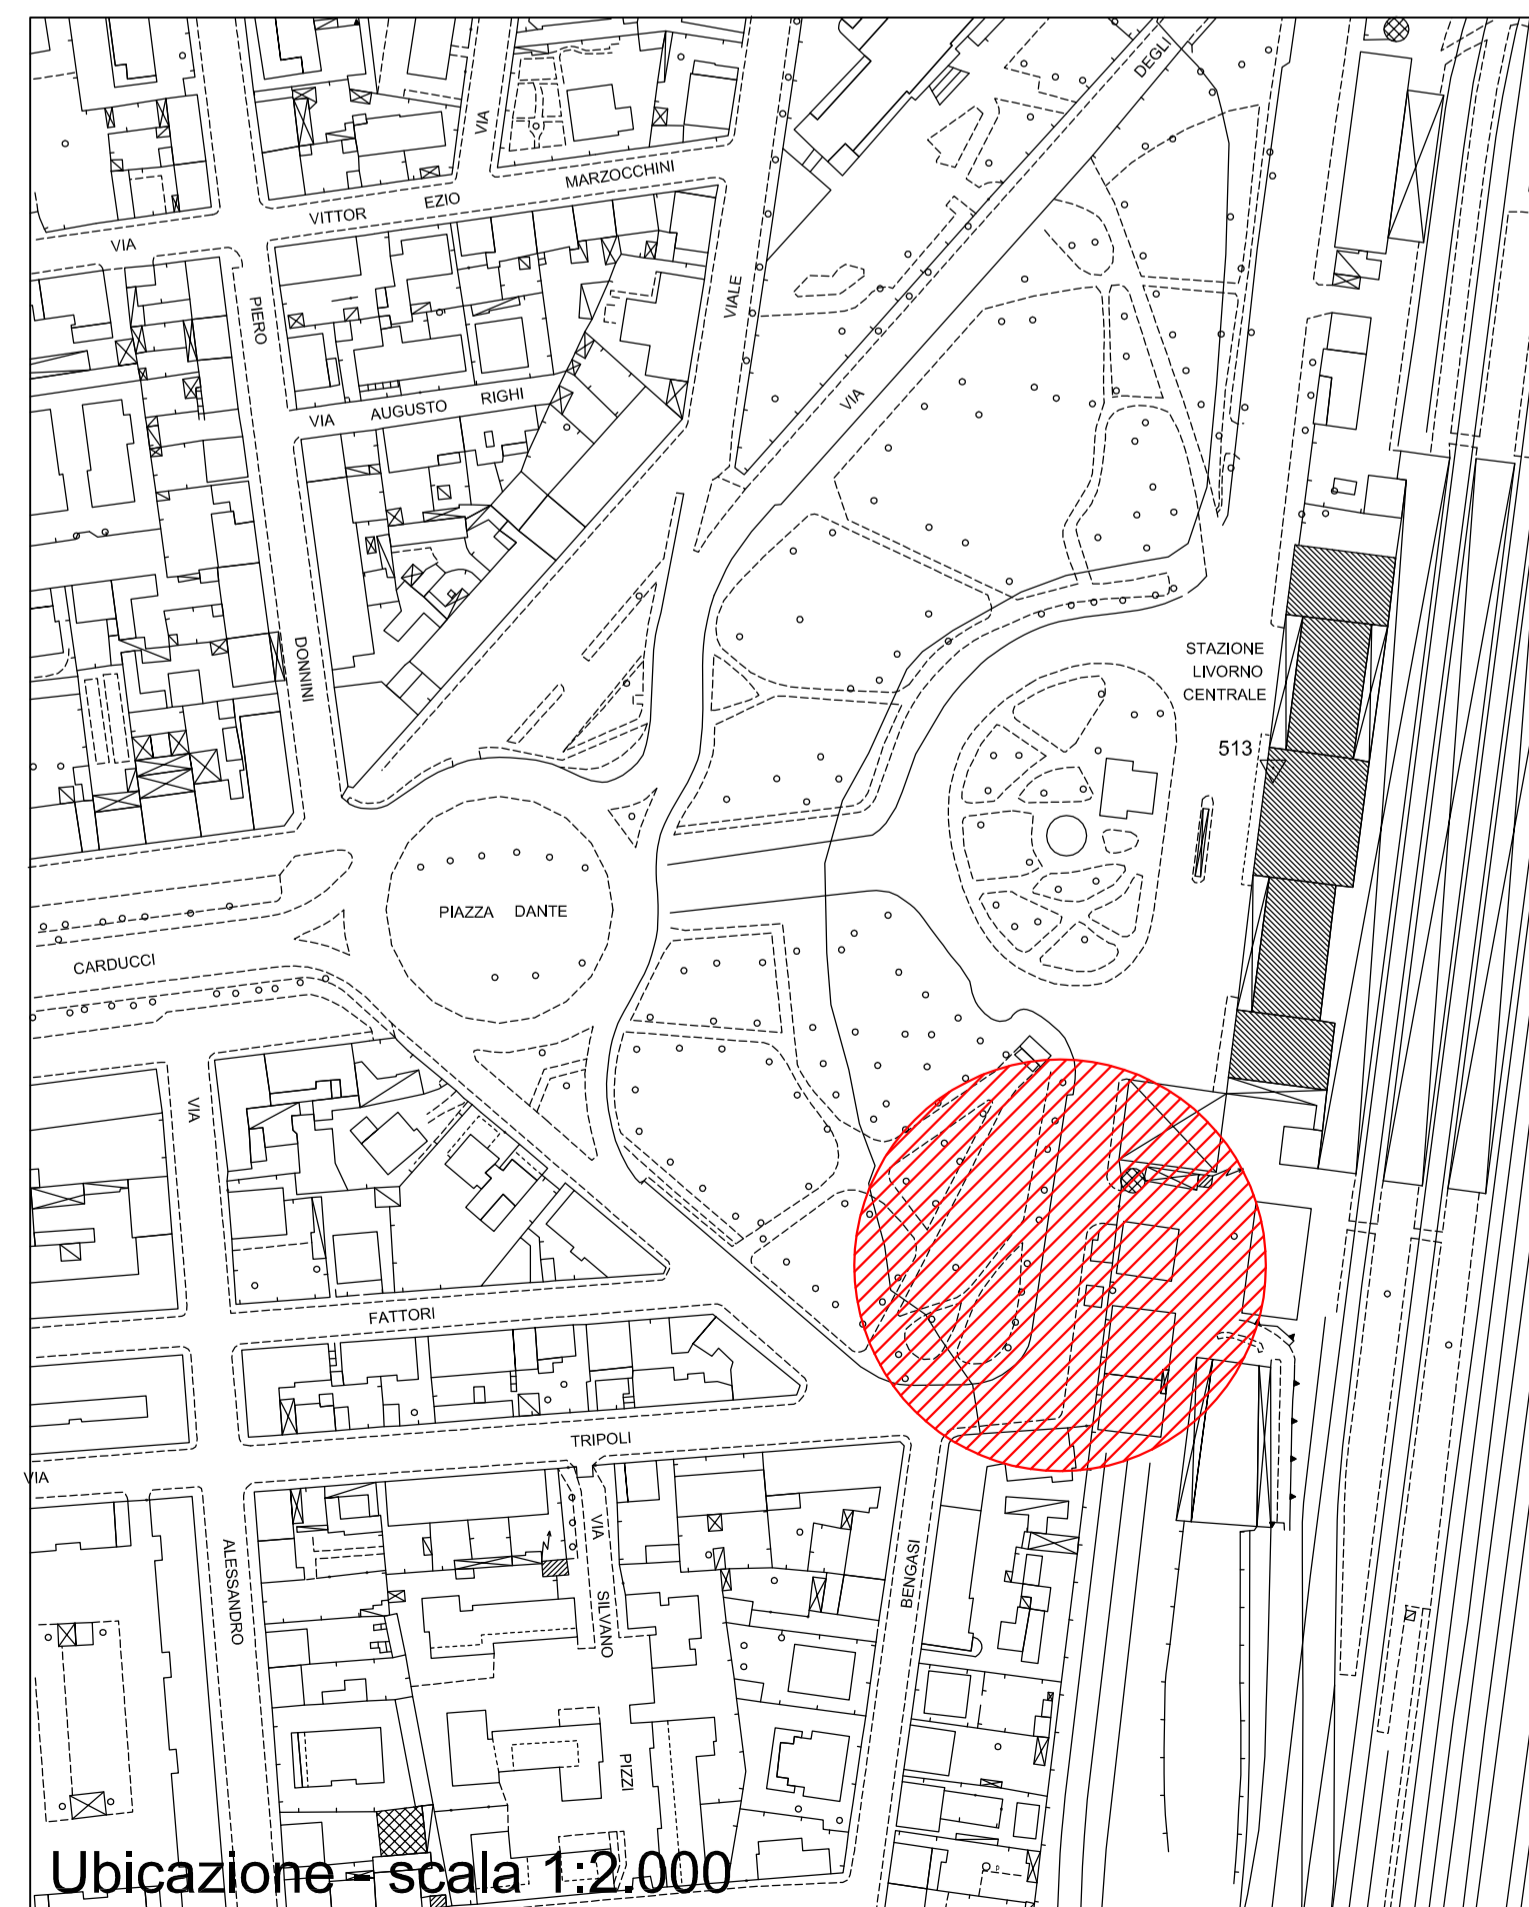 DEGLI
VIA
VITTOR EZIO MARZOCCHINI
VIA
PIERO
VIALE
VIA AUGUSTO RIGHI
VIA
DONNINI
STAZIONE
LIVORNO
CENTRALE
513
PIAZZA DANTE
CARDUCCI
VIA
FATTORI
TRIPOLI
VIA
VIA
SILVANO
PIZZI
ALESSANDRO
BENGASI
Ubicazione - scala 1:2.000